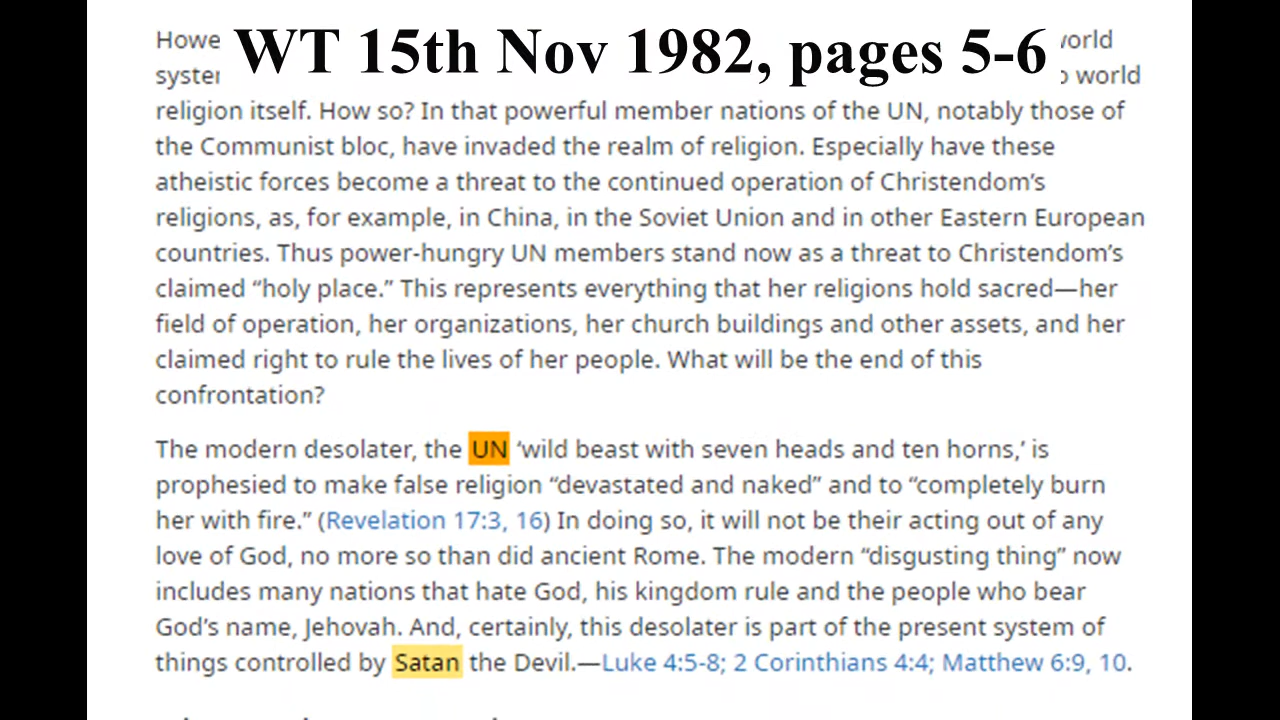 WT 15th Nov 1982, pages 5-6
Howe
world
syster
world
religion itself. How so? In that powerful member nations of the UN, notably those of
the Communist bloc, have invaded the realm of religion. Especially have these
atheistic forces become a threat to the continued operation of Christendom’s
religions, as, for example, in China, in the Soviet Union and in other Eastern European
countries. Thus power-hungry UN members stand now as a threat to Christendom’s
claimed “holy place.” This represents everything that her religions hold sacred—her
field of operation, her organizations, her church buildings and other assets, and her
claimed right to rule the lives of her people. What will be the end of this
confrontation?
The modern desolater, the UN ‘wild beast with seven heads and ten horns,’ is
prophesied to make false religion “devastated and naked” and to “completely burn
her with fire.” (Revelation 17:3, 16) In doing so, it will not be their acting out of any
love of God, no more so than did ancient Rome. The modern “disgusting thing” now
includes many nations that hate God, his kingdom rule and the people who bear
God’s name, Jehovah. And, certainly, this desolater is part of the present system of
things controlled by Satan the Devil.—Luke 4:5-8; 2 Corinthians 4:4; Matthew 6:9, 10.